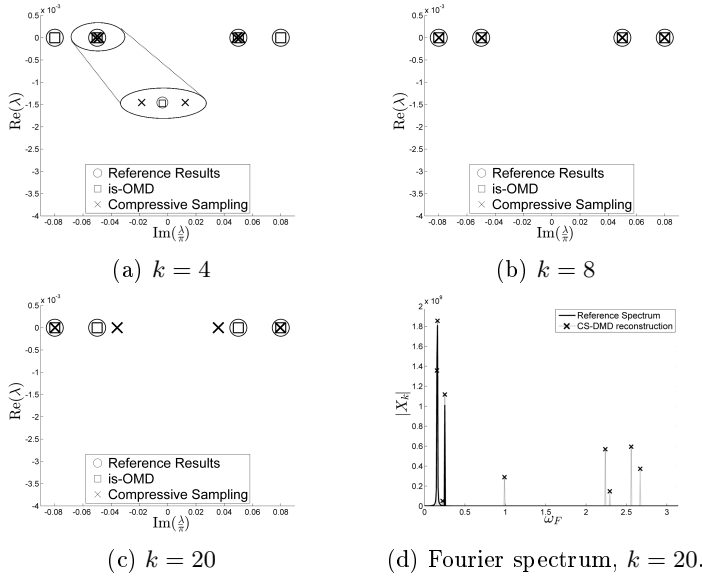 0.5 x 10⁻³
0
-0.5
-1
-1.5
-2
-2.5
-3
-3.5
-4
Re(λ)
Reference Results
is-OMD
Compressive Sampling
-0.08 -0.06 -0.04 -0.02 0 0.02 0.04 0.06 0.08
Im(λ/π)
(a) k = 4
0.5 x 10⁻³
0
-0.5
-1
-1.5
-2
-2.5
-3
-3.5
-4
Re(λ)
Reference Results
is-OMD
Compressive Sampling
-0.08 -0.06 -0.04 -0.02 0 0.02 0.04 0.06 0.08
Im(λ/π)
(b) k = 8
0.5 x 10⁻³
0
-0.5
-1
-1.5
-2
-2.5
-3
-3.5
-4
Re(λ)
Reference Results
is-OMD
Compressive Sampling
-0.08 -0.06 -0.04 -0.02 0 0.02 0.04 0.06 0.08
Im(λ/π)
(c) k = 20
2 x 10⁹
1.8
1.6
1.4
1.2
1
0.8
0.6
0.4
0.2
0
|Xₖ|
Reference Spectrum
CS-DMD reconstruction
0 0.5 1 1.5 2 2.5 3
ω_F
(d) Fourier spectrum, k = 20.